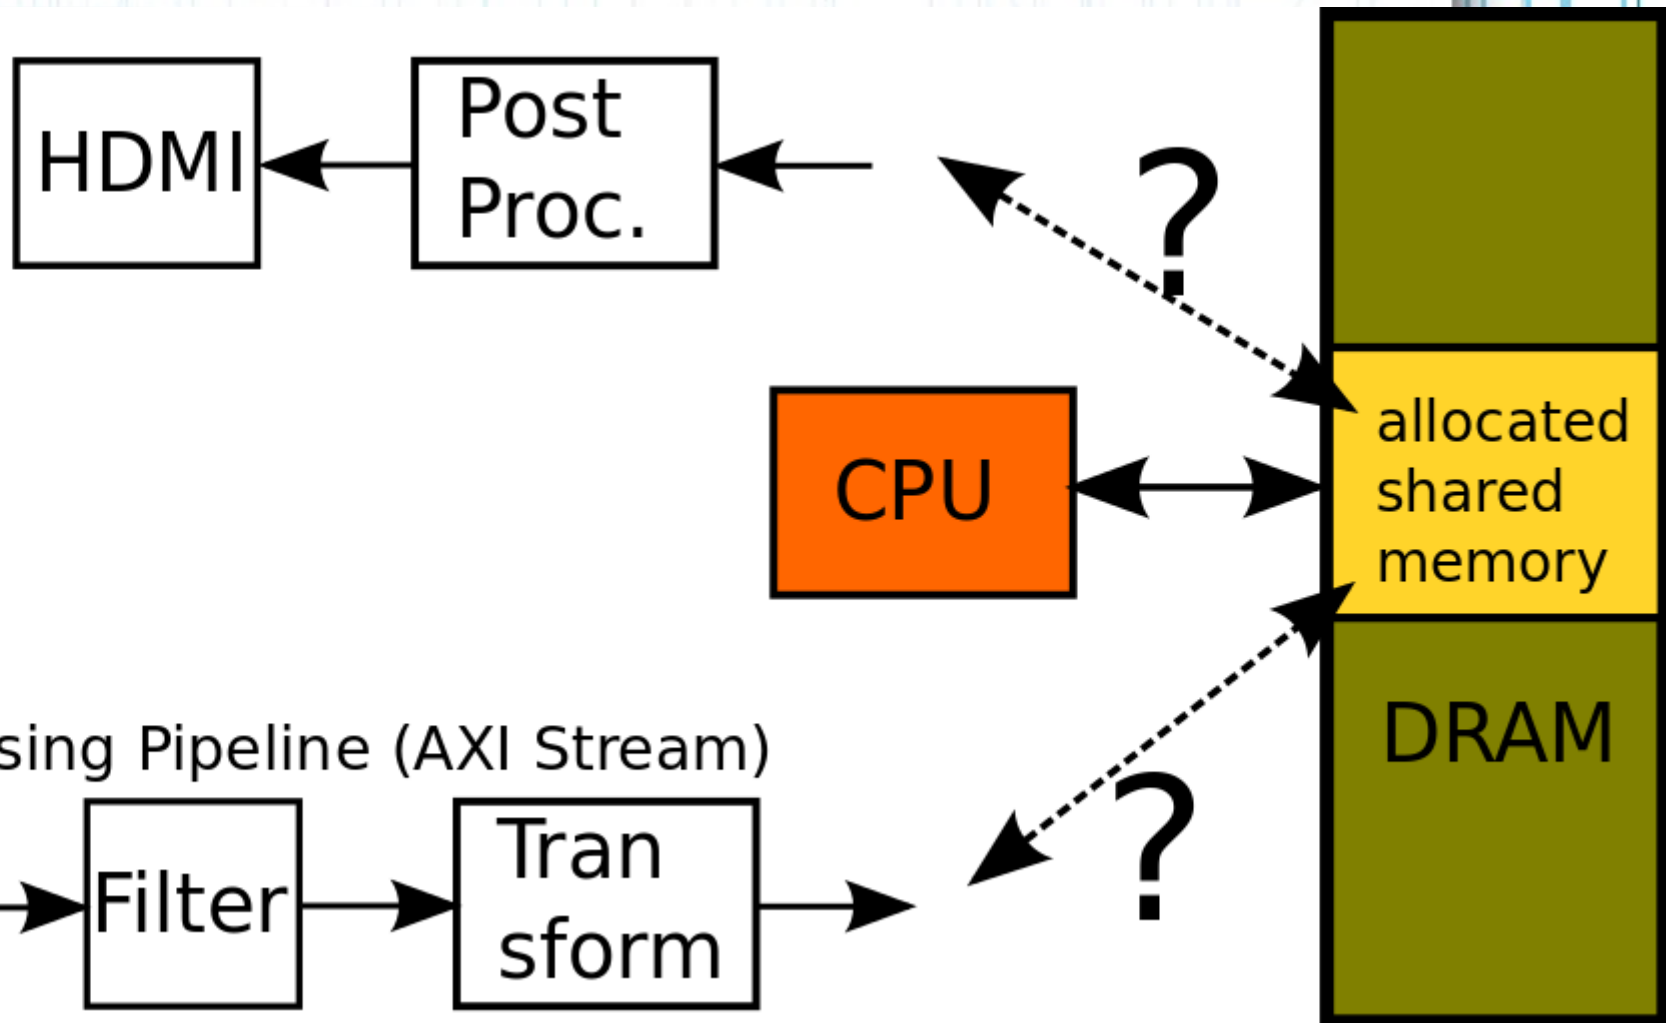 HDMI
Post
Proc.
?
CPU
allocated
shared
memory
sing Pipeline (AXI Stream)
DRAM
Filter
Tran
sform
?